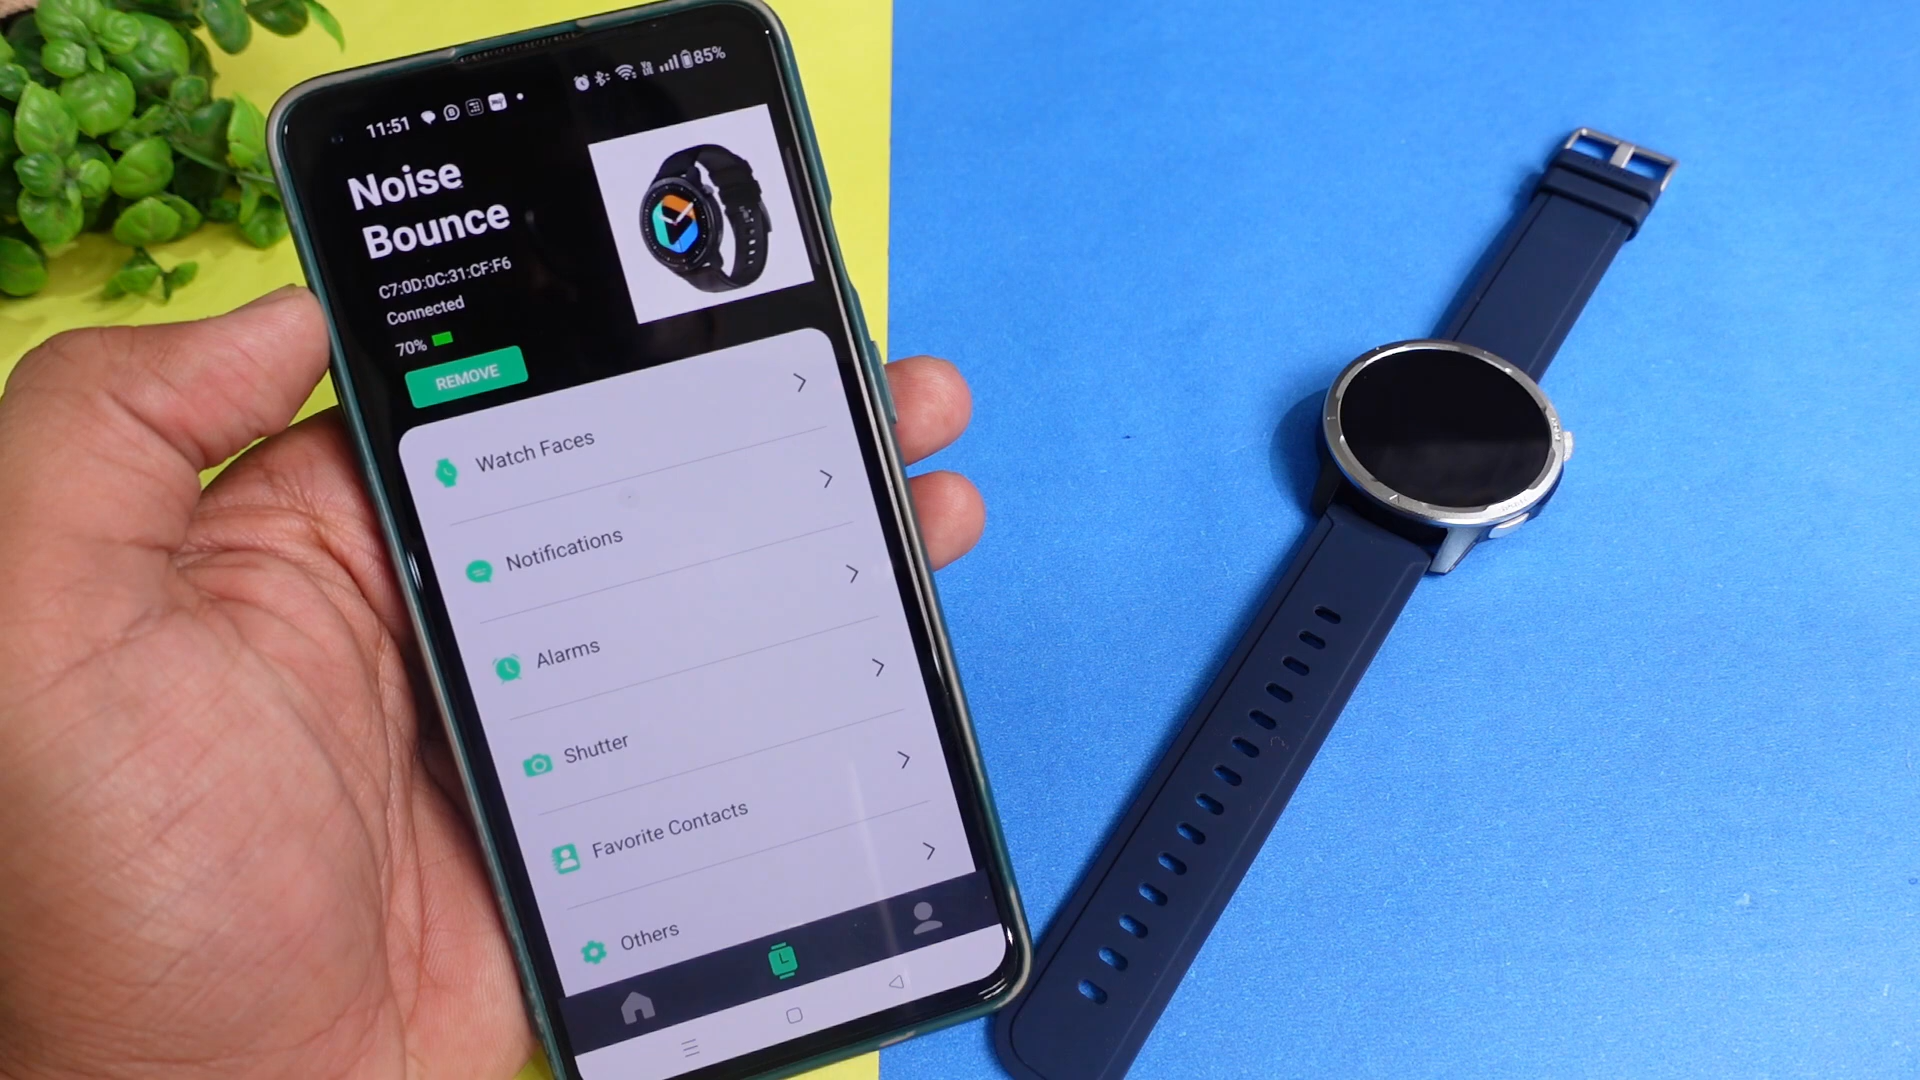 11:51
85%
Noise
Bounce
C7:0D:0C:31:CF:F6
Connected
70%
REMOVE
Watch Faces
Notifications
Alarms
Shutter
Favorite Contacts
Others